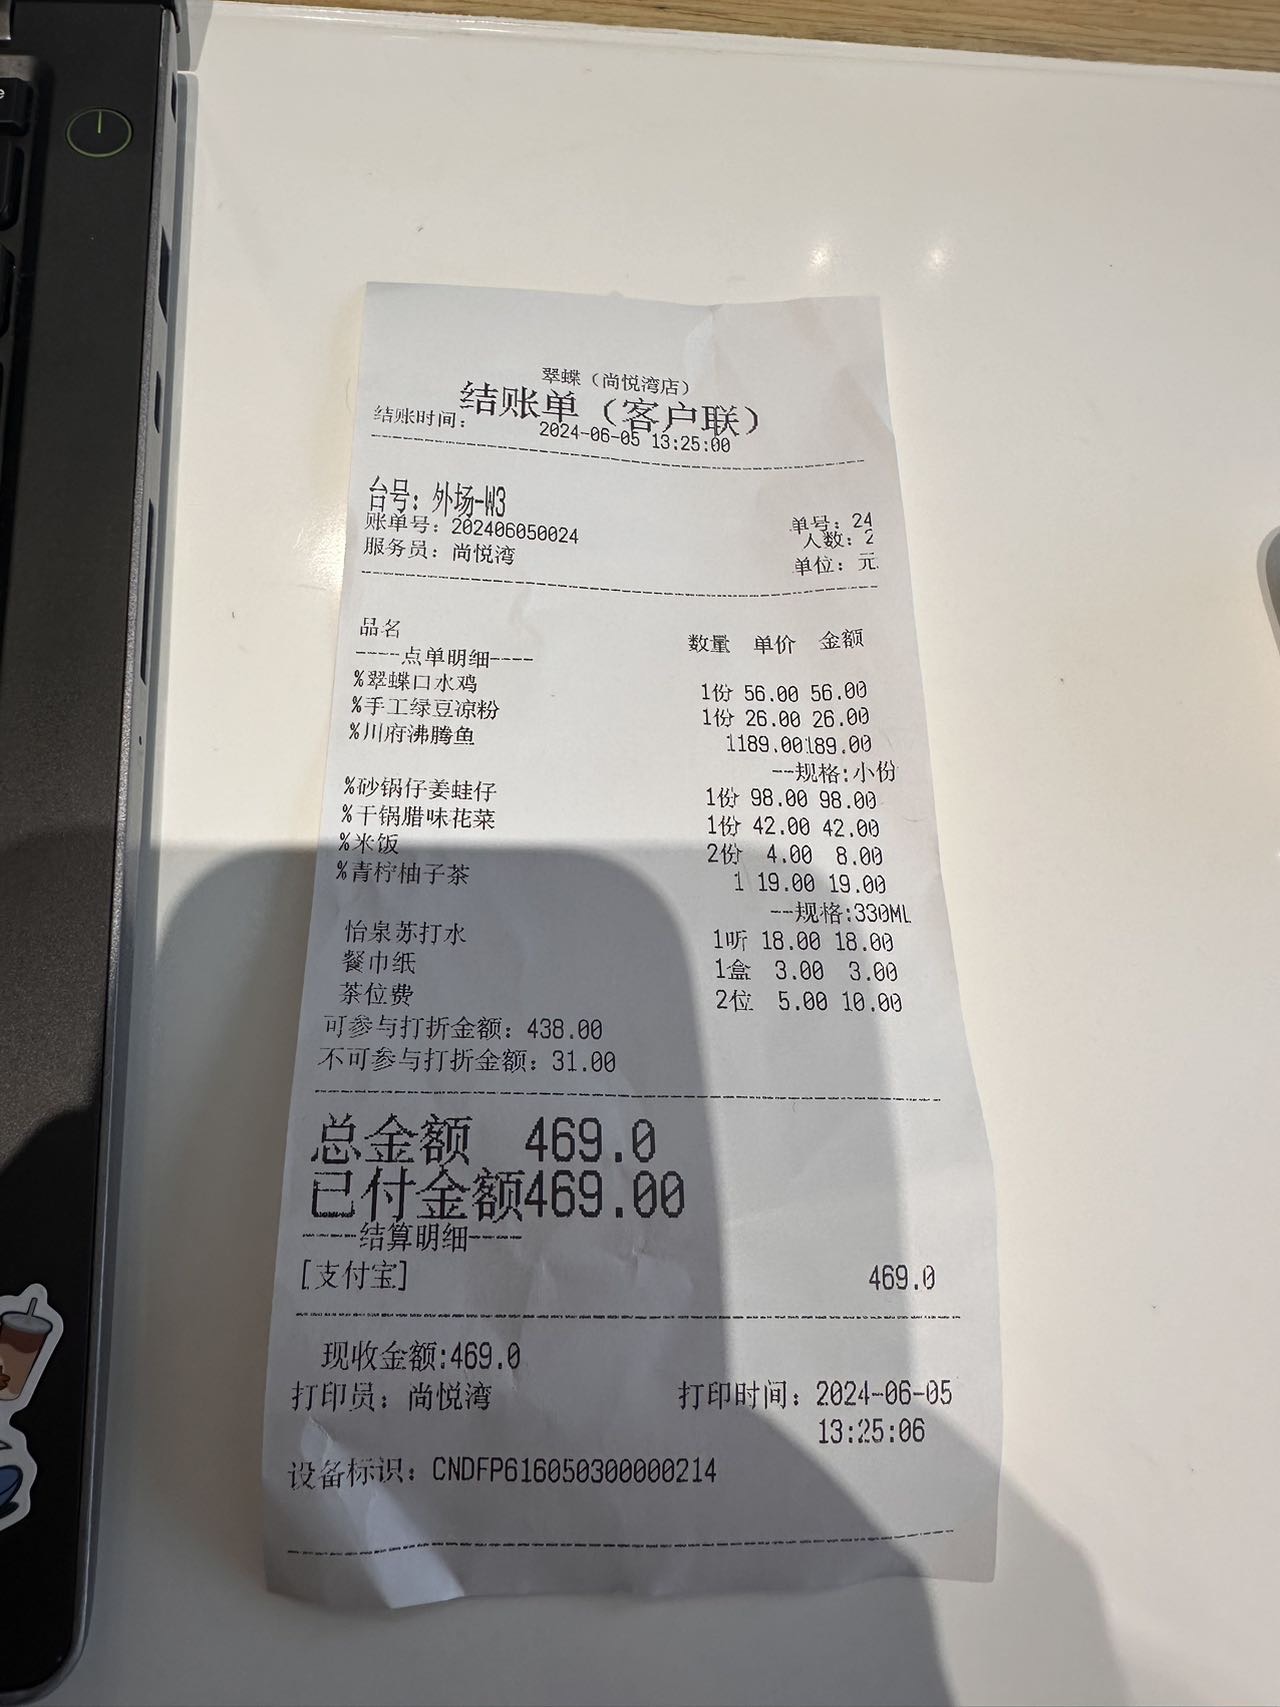 翠蝶（尚悦湾店）
结账单（客户联）
结账时间： 2024-06-05 13:25:00
台号：外场-W3
账单号：202406050024 单号：24
人数：2
服务员：尚悦湾 单位：元
品名 数量 单价 金额
----点单明细----
%翠蝶口水鸡 1份 56.00 56.00
%手工绿豆凉粉 1份 26.00 26.00
%川府沸腾鱼 1189.00189.00
--规格:小份
%砂锅仔姜蛙仔 1份 98.00 98.00
%干锅腊味花菜 1份 42.00 42.00
%米饭 2份 4.00 8.00
%青柠柚子茶 1 19.00 19.00
--规格:330ML
怡泉苏打水 1听 18.00 18.00
餐巾纸 1盒 3.00 3.00
茶位费 2位 5.00 10.00
可参与打折金额：438.00
不可参与打折金额：31.00
总金额 469.0
已付金额469.00
----结算明细----
[支付宝] 469.0
现收金额:469.0
打印员：尚悦湾 打印时间：2024-06-05
13:25:06
设备标识：CNDFP616050300000214